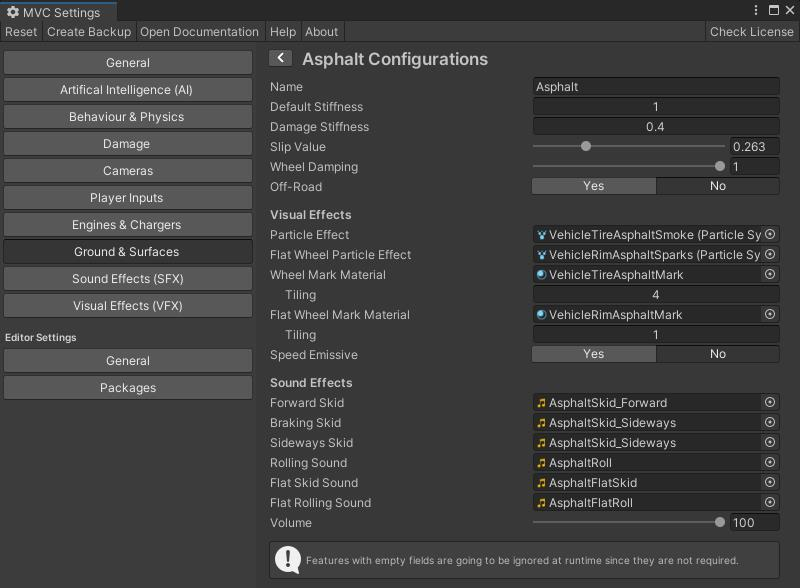 MVC Settings
Reset Create Backup Open Documentation Help About Check License
General
Artifical Intelligence (AI)
Behaviour & Physics
Damage
Cameras
Player Inputs
Engines & Chargers
Ground & Surfaces
Sound Effects (SFX)
Visual Effects (VFX)
Editor Settings
General
Packages
Asphalt Configurations
Name Asphalt
Default Stiffness 1
Damage Stiffness 0.4
Slip Value 0.263
Wheel Damping 1
Off-Road Yes No
Visual Effects
Particle Effect VehicleTireAsphaltSmoke (Particle Sy
Flat Wheel Particle Effect VehicleRimAsphaltSparks (Particle Sy
Wheel Mark Material VehicleTireAsphaltMark
Tiling 4
Flat Wheel Mark Material VehicleRimAsphaltMark
Tiling 1
Speed Emissive Yes No
Sound Effects
Forward Skid AsphaltSkid_Forward
Braking Skid AsphaltSkid_Sideways
Sideways Skid AsphaltSkid_Sideways
Rolling Sound AsphaltRoll
Flat Skid Sound AsphaltFlatSkid
Flat Rolling Sound AsphaltFlatRoll
Volume 100
Features with empty fields are going to be ignored at runtime since they are not required.